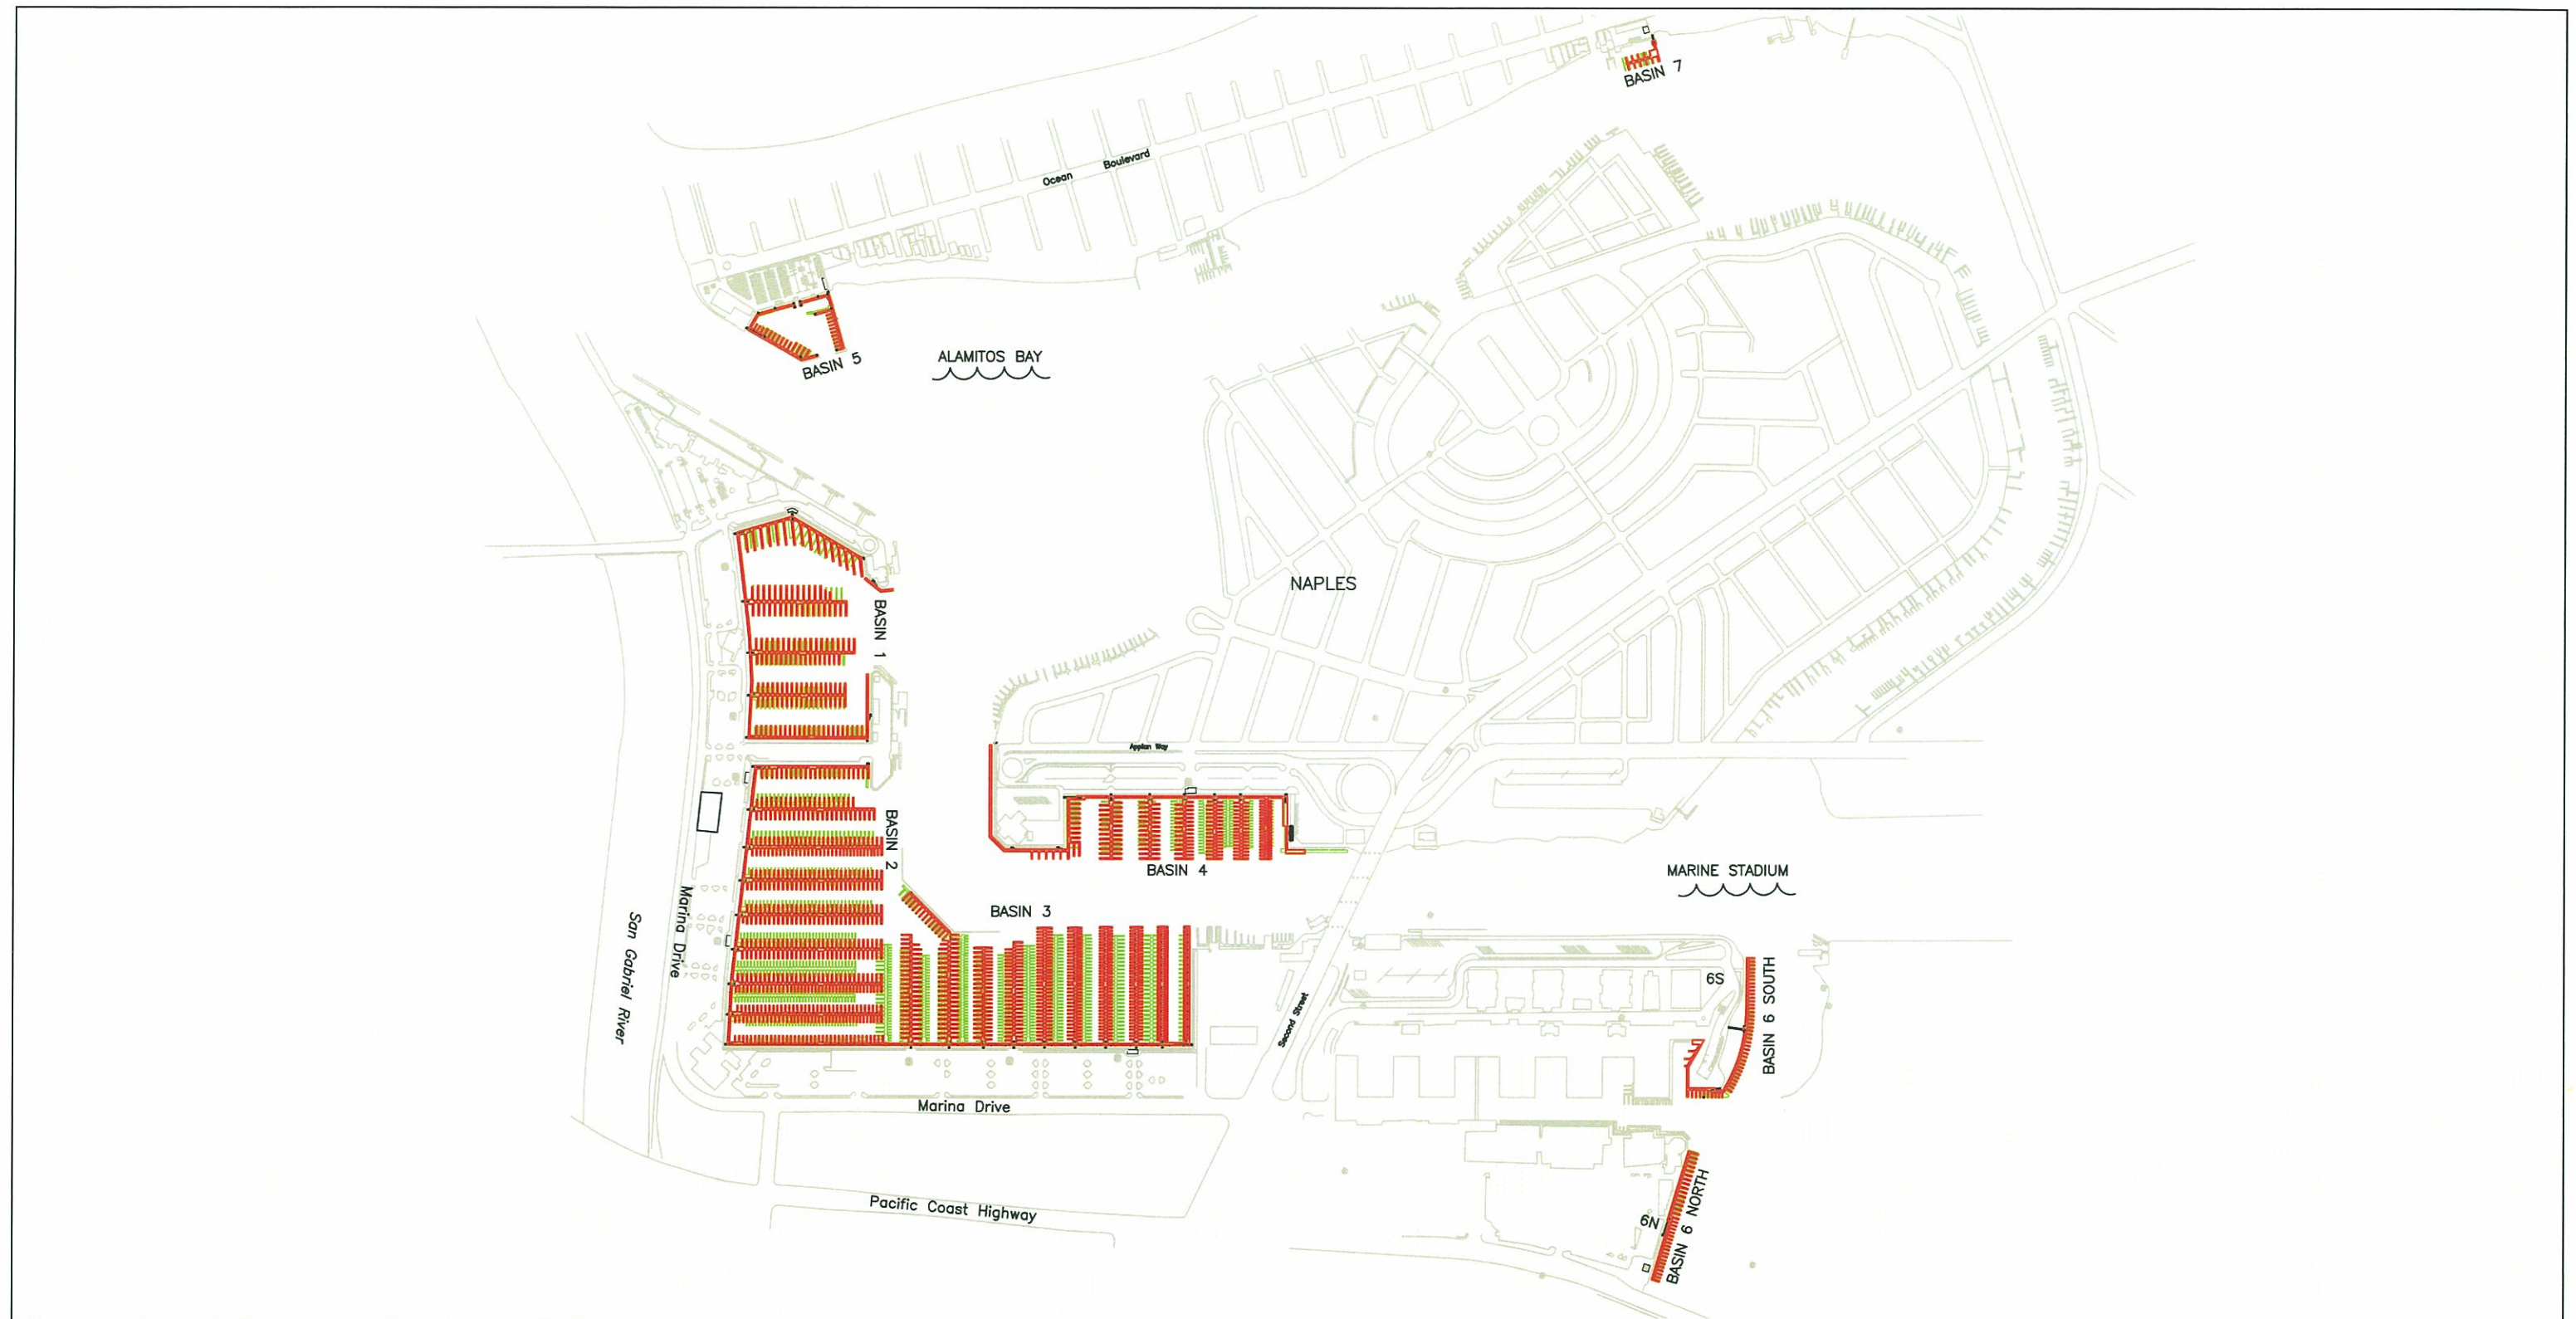 BASIN 7
Ocean Boulevard
BASIN 5
ALAMITOS BAY
NAPLES
BASIN 1
Appian Way
BASIN 2
BASIN 4
MARINE STADIUM
BASIN 3
Marina Drive
San Gabriel River
6S
BASIN 6 SOUTH
Second Street
Marina Drive
Pacific Coast Highway
6N
BASIN 6 NORTH